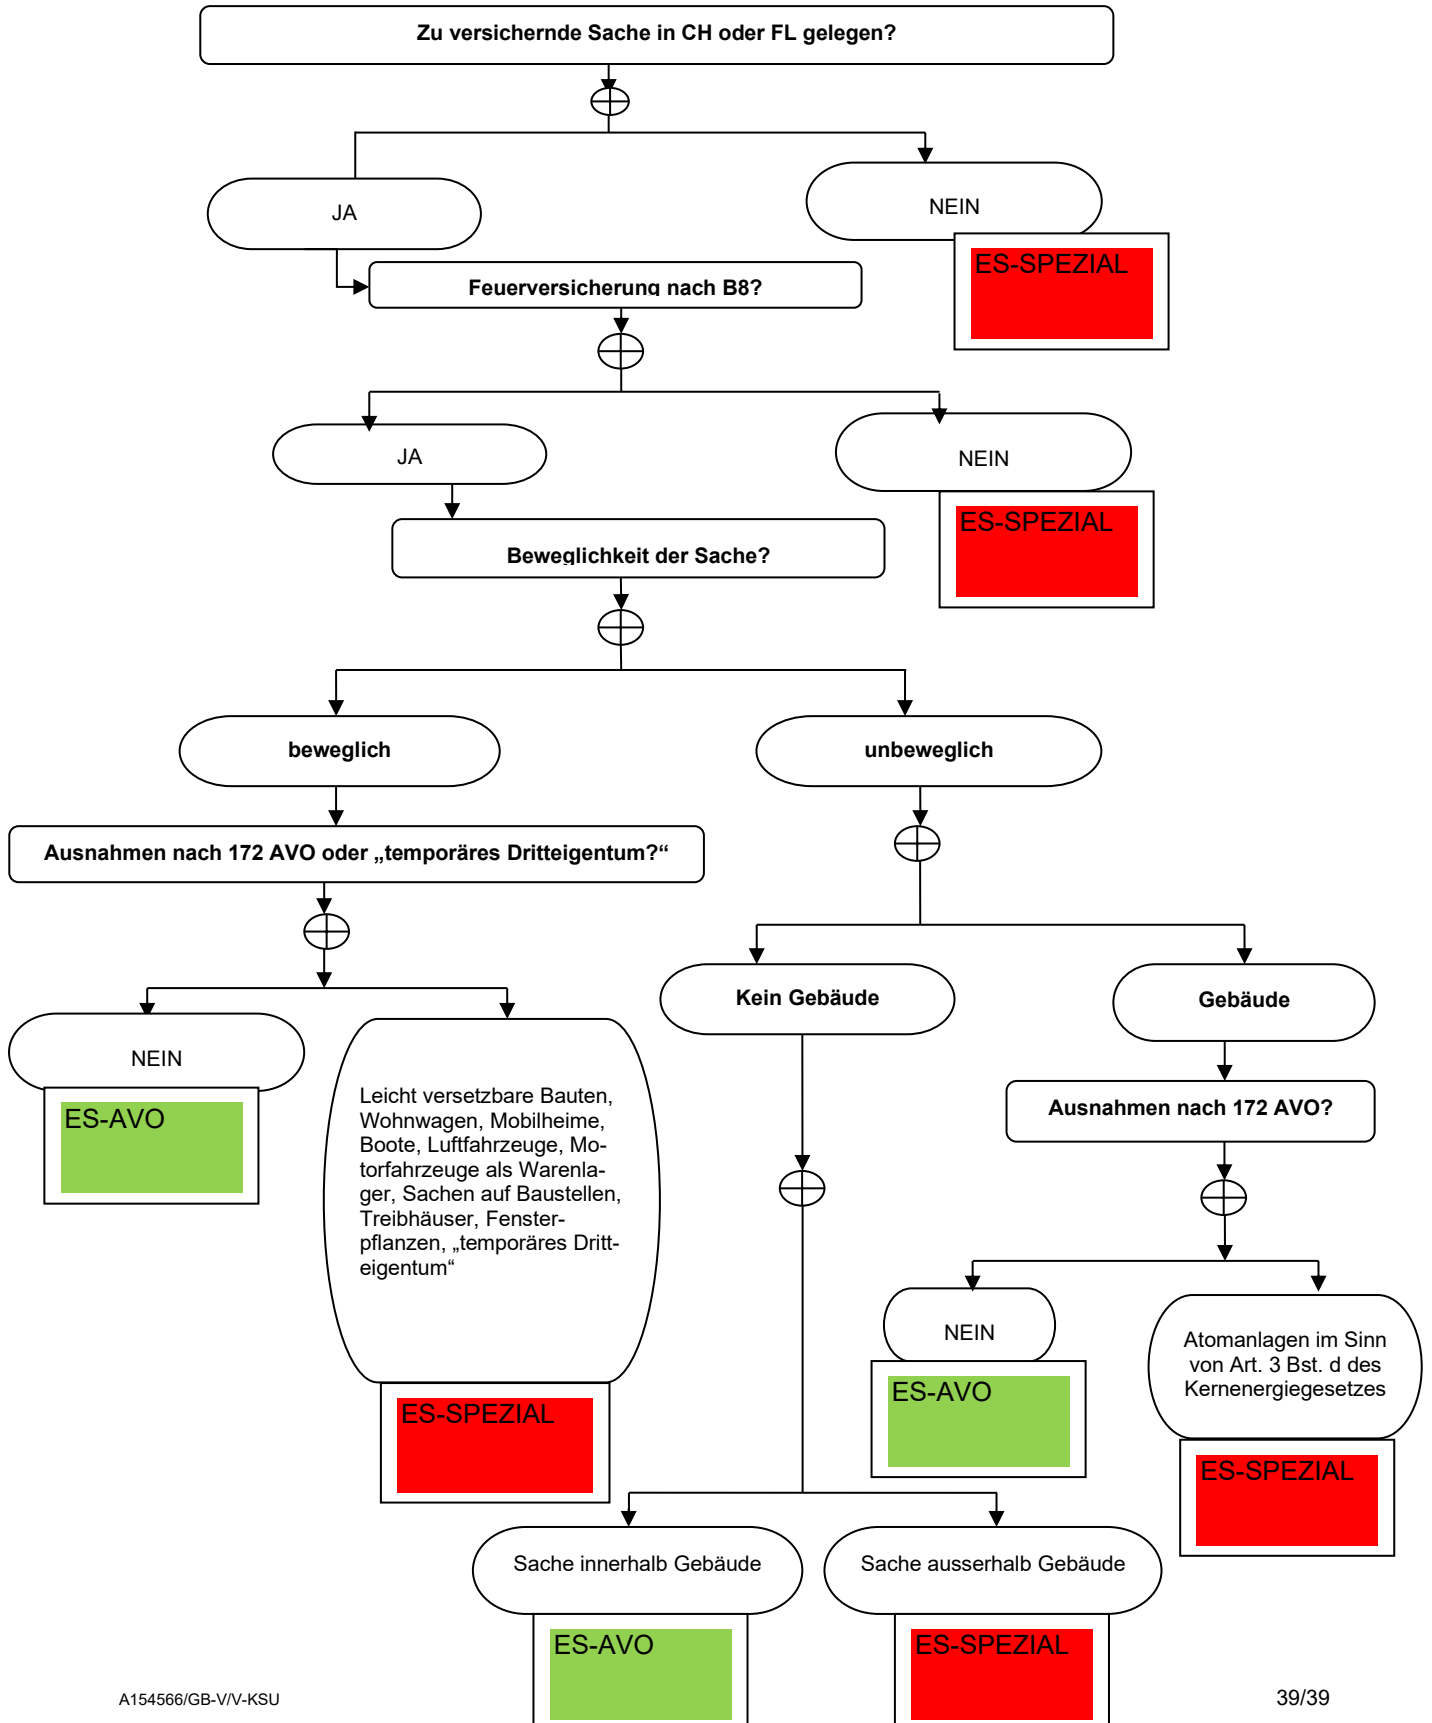 Zu versichernde Sache in CH oder FL gelegen?
JA
NEIN
ES-SPEZIAL
Feuerversicherung nach B8?
JA
NEIN
ES-SPEZIAL
Beweglichkeit der Sache?
beweglich
unbeweglich
Ausnahmen nach 172 AVO oder „temporäres Dritteigentum?“
NEIN
ES-AVO
Leicht versetzbare Bauten,
Wohnwagen, Mobilheime,
Boote, Luftfahrzeuge, Mo-
torfahrzeuge als Warenla-
ger, Sachen auf Baustellen,
Treibhäuser, Fenster-
pflanzen, „temporäres Dritt-
eigentum“
ES-SPEZIAL
Kein Gebäude
Gebäude
Ausnahmen nach 172 AVO?
NEIN
ES-AVO
Atomanlagen im Sinn
von Art. 3 Bst. d des
Kernenergiegesetzes
ES-SPEZIAL
Sache innerhalb Gebäude
ES-AVO
Sache ausserhalb Gebäude
ES-SPEZIAL
A154566/GB-V/V-KSU
39/39